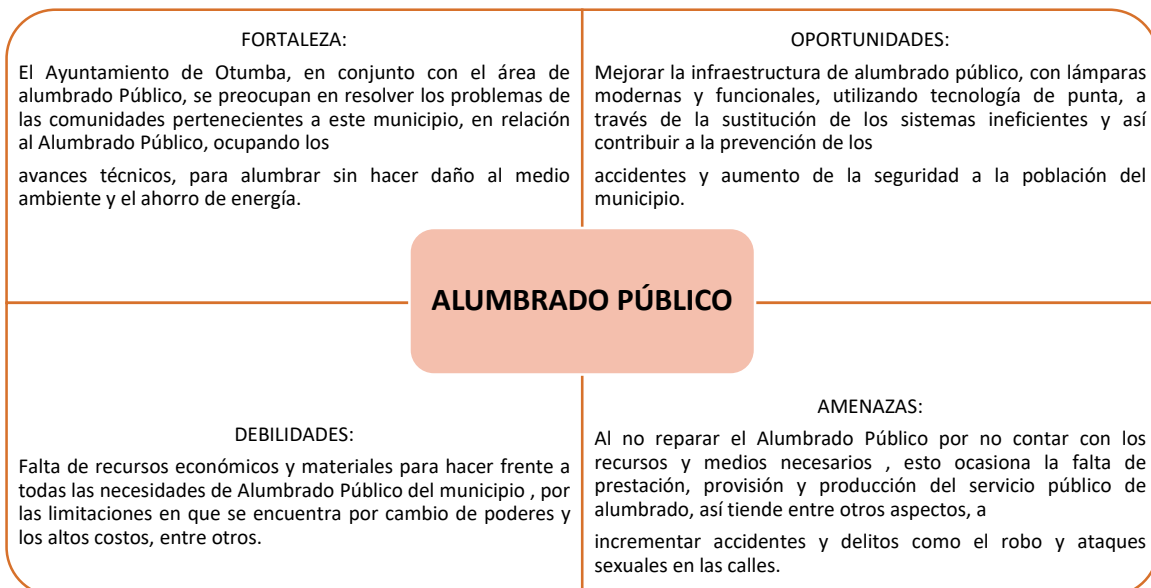 FORTALEZA:
El Ayuntamiento de Otumba, en conjunto con el área de
alumbrado Público, se preocupan en resolver los problemas de
las comunidades pertenecientes a este municipio, en relación
al Alumbrado Público, ocupando los
avances técnicos, para alumbrar sin hacer daño al medio
ambiente y el ahorro de energía.
OPORTUNIDADES:
Mejorar la infraestructura de alumbrado público, con lámparas
modernas y funcionales, utilizando tecnología de punta, a
través de la sustitución de los sistemas ineficientes y así
contribuir a la prevención de los
accidentes y aumento de la seguridad a la población del
municipio.
ALUMBRADO PÚBLICO
DEBILIDADES:
Falta de recursos económicos y materiales para hacer frente a
todas las necesidades de Alumbrado Público del municipio , por
las limitaciones en que se encuentra por cambio de poderes y
los altos costos, entre otros.
AMENAZAS:
Al no reparar el Alumbrado Público por no contar con los
recursos y medios necesarios , esto ocasiona la falta de
prestación, provisión y producción del servicio público de
alumbrado, así tiende entre otros aspectos, a
incrementar accidentes y delitos como el robo y ataques
sexuales en las calles.